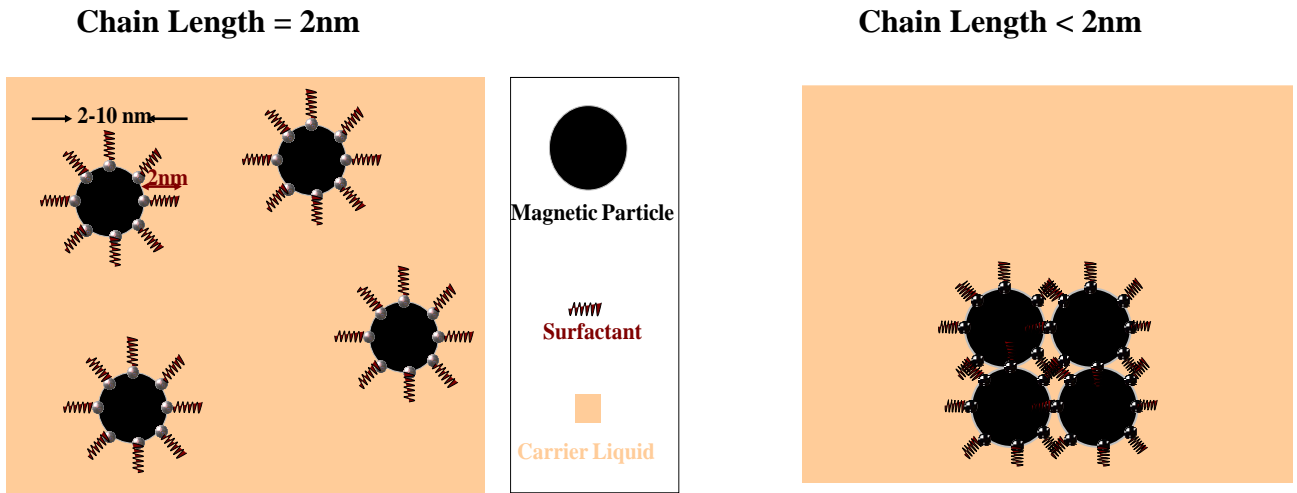 Chain Length = 2nm
Chain Length < 2nm
2-10 nm
2nm
Magnetic Particle
Surfactant
Carrier Liquid